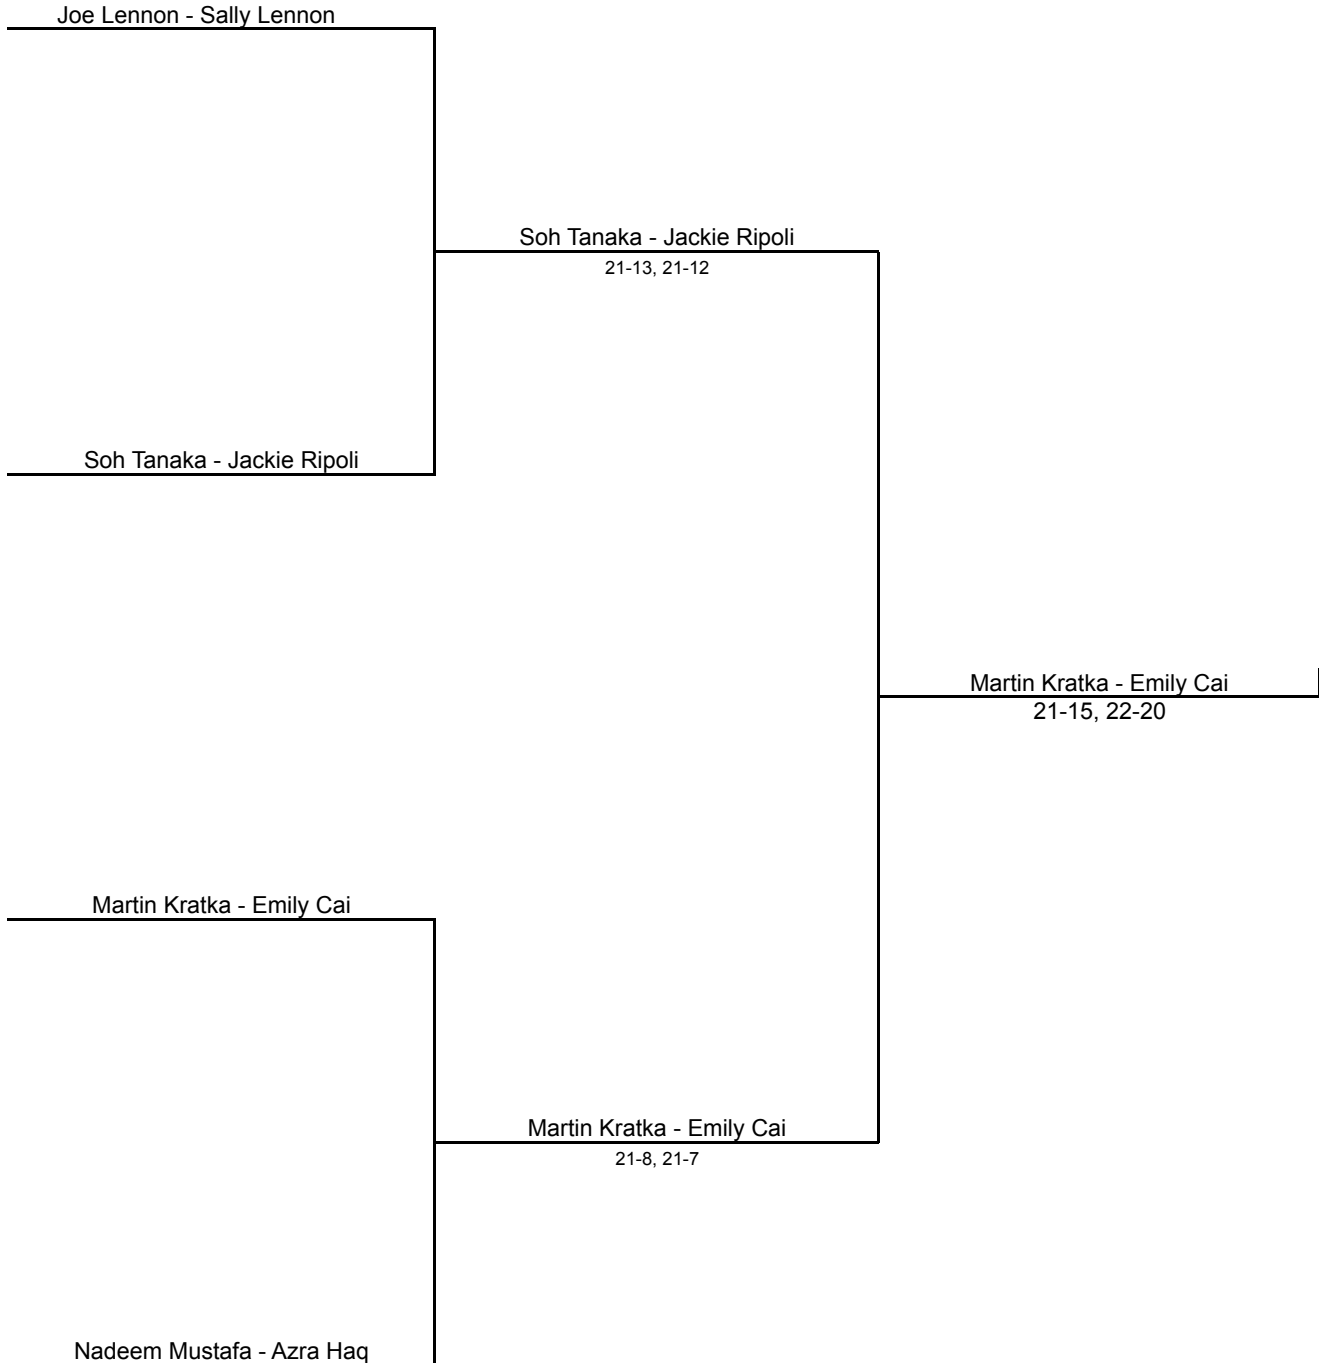 Joe Lennon - Sally Lennon
Soh Tanaka - Jackie Ripoli
21-13, 21-12
Soh Tanaka - Jackie Ripoli
Martin Kratka - Emily Cai
21-15, 22-20
Martin Kratka - Emily Cai
Martin Kratka - Emily Cai
21-8, 21-7
Nadeem Mustafa - Azra Haq